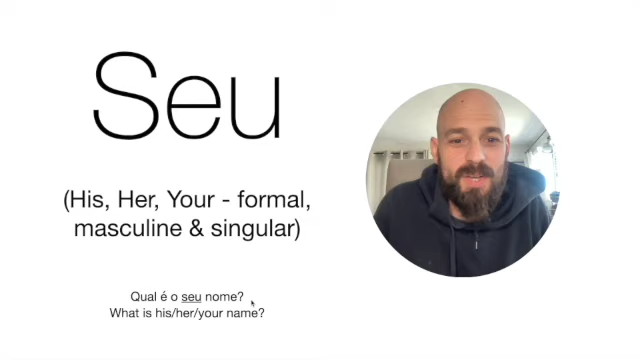 Seu
(His, Her, Your - formal,
masculine & singular)
Qual é o seu nome?
What is his/her/your name?